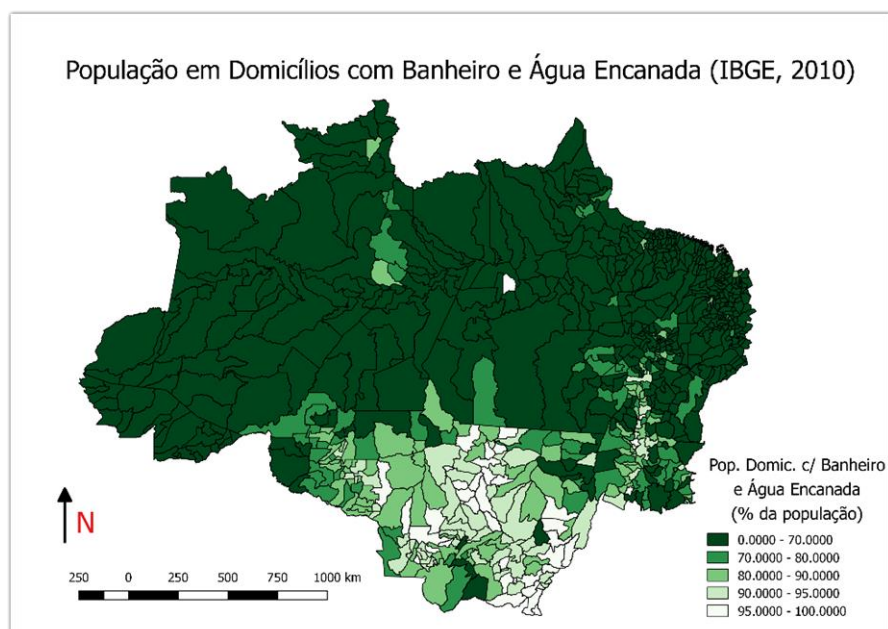 População em Domicílios com Banheiro e Água Encanada (IBGE, 2010)
Pop. Domic. c/ Banheiro
e Água Encanada
(% da população)
0.0000 - 70.0000
70.0000 - 80.0000
80.0000 - 90.0000
90.0000 - 95.0000
95.0000 - 100.0000
N
250 0 250 500 750 1000 km